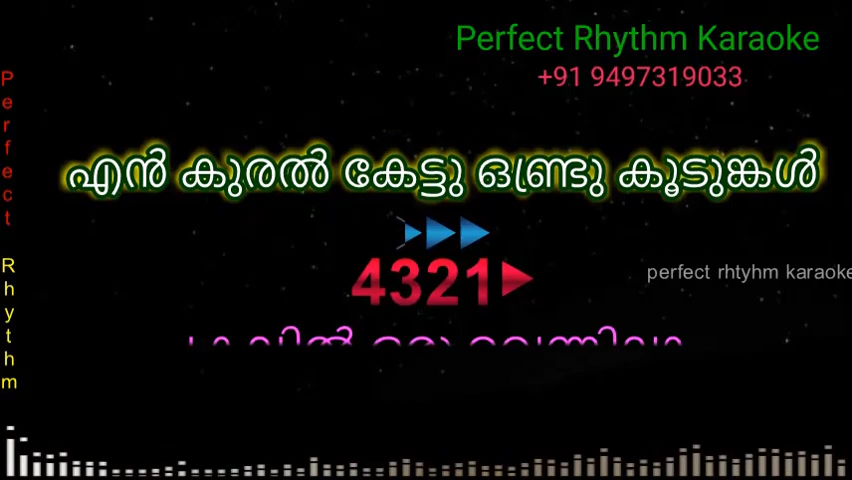 Perfect Rhythm Karaoke
+91 9497319033
Perfect Rhythm
എൻ കുരൽ കേട്ടു ഒണ്ട്രു കൂടുങ്കൾ
4321
perfect rhtyhm karaoke